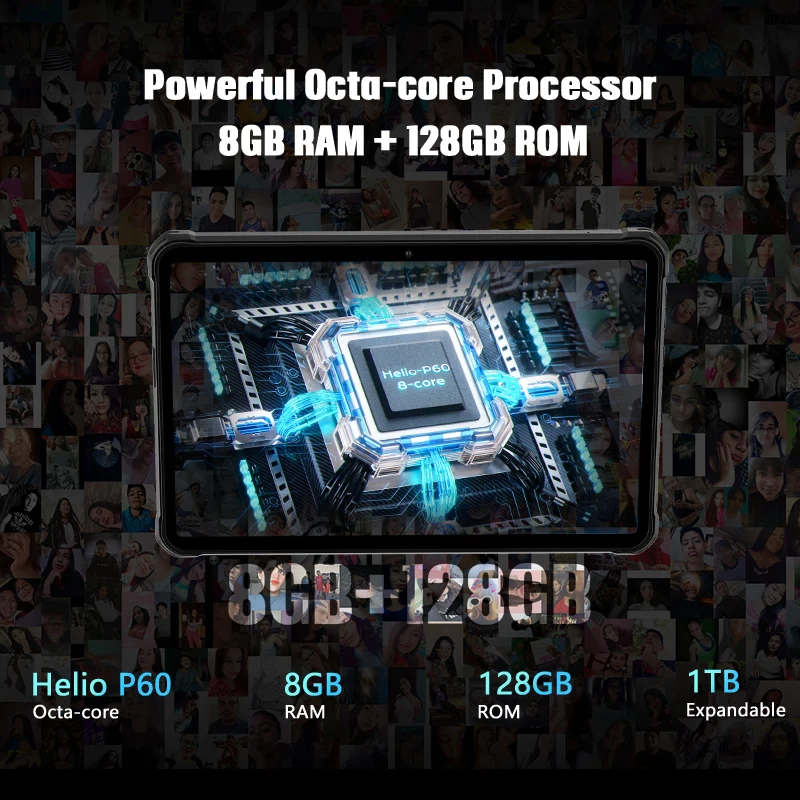 Powerful Octa-core Processor
8GB RAM + 128GB ROM
Helio-P60
8-core
8GB+128GB
Helio P60
Octa-core
8GB
RAM
128GB
ROM
1TB
Expandable